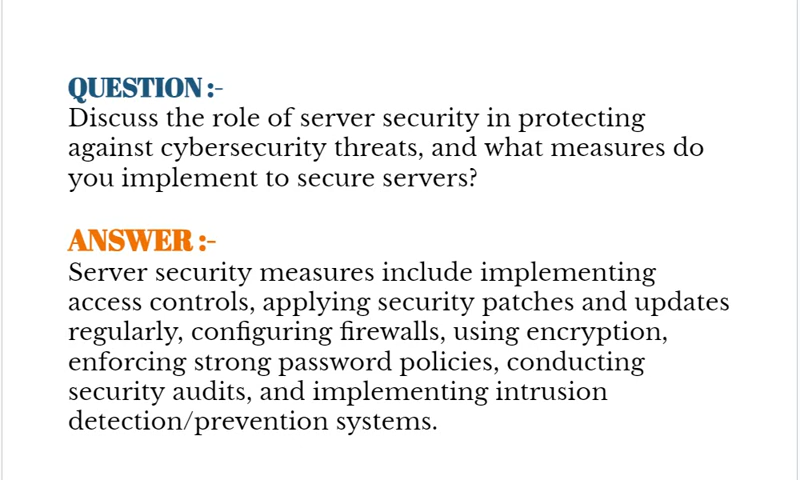 QUESTION :-
Discuss the role of server security in protecting
against cybersecurity threats, and what measures do
you implement to secure servers?
ANSWER :-
Server security measures include implementing
access controls, applying security patches and updates
regularly, configuring firewalls, using encryption,
enforcing strong password policies, conducting
security audits, and implementing intrusion
detection/prevention systems.